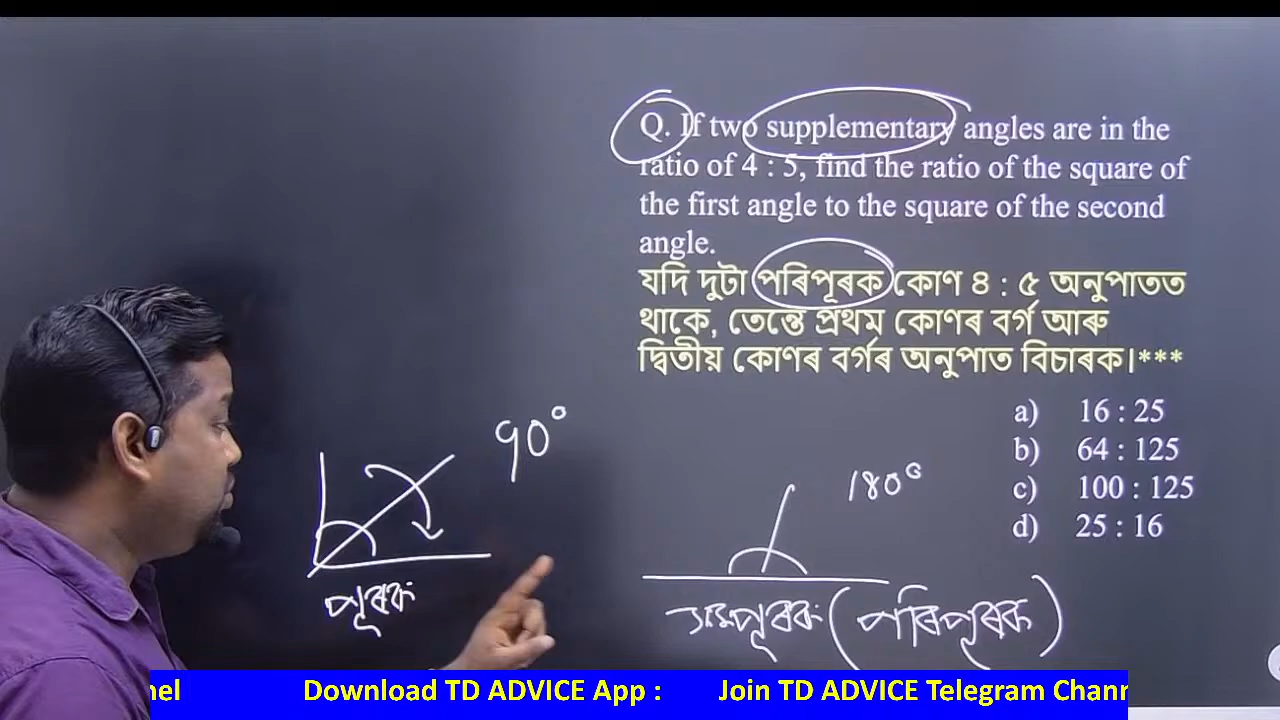 Q. If two supplementary angles are in the
ratio of 4 : 5, find the ratio of the square of
the first angle to the square of the second
angle.
যদি দুটা পৰিপূৰক কোণ ৪ : ৫ অনুপাতত
থাকে, তেন্তে প্ৰথম কোণৰ বৰ্গ আৰু
দ্বিতীয় কোণৰ বৰ্গৰ অনুপাত বিচাৰক।***
a) 16 : 25
b) 64 : 125
c) 100 : 125
d) 25 : 16
90°
180°
পূৰক
সম্পূৰক (পৰিপূৰক)
nel Download TD ADVICE App : Join TD ADVICE Telegram Chann